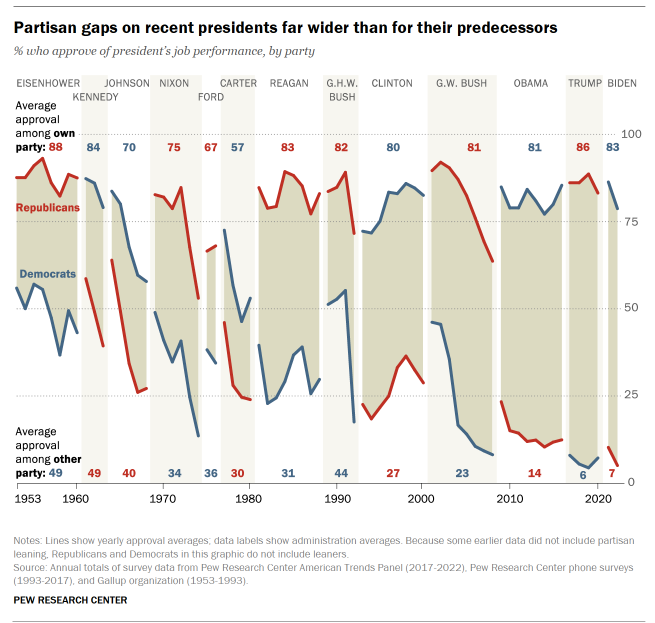 Partisan gaps on recent presidents far wider than for their predecessors
% who approve of president's job performance, by party
EISENHOWER JOHNSON NIXON CARTER REAGAN G.H.W. CLINTON G.W. BUSH OBAMA TRUMP BIDEN
KENNEDY FORD BUSH
Average
approval
among own
party: 88 84 70 75 67 57 83 82 80 81 81 86 83
100
Republicans
75
Democrats
50
25
Average
approval
among other
party: 49 49 40 34 36 30 31 44 27 23 14 6 7
0
1953 1960 1970 1980 1990 2000 2010 2020
Notes: Lines show yearly approval averages; data labels show administration averages. Because some earlier data did not include partisan
leaning, Republicans and Democrats in this graphic do not include leaners.
Source: Annual totals of survey data from Pew Research Center American Trends Panel (2017-2022), Pew Research Center phone surveys
(1993-2017), and Gallup organization (1953-1993).
PEW RESEARCH CENTER